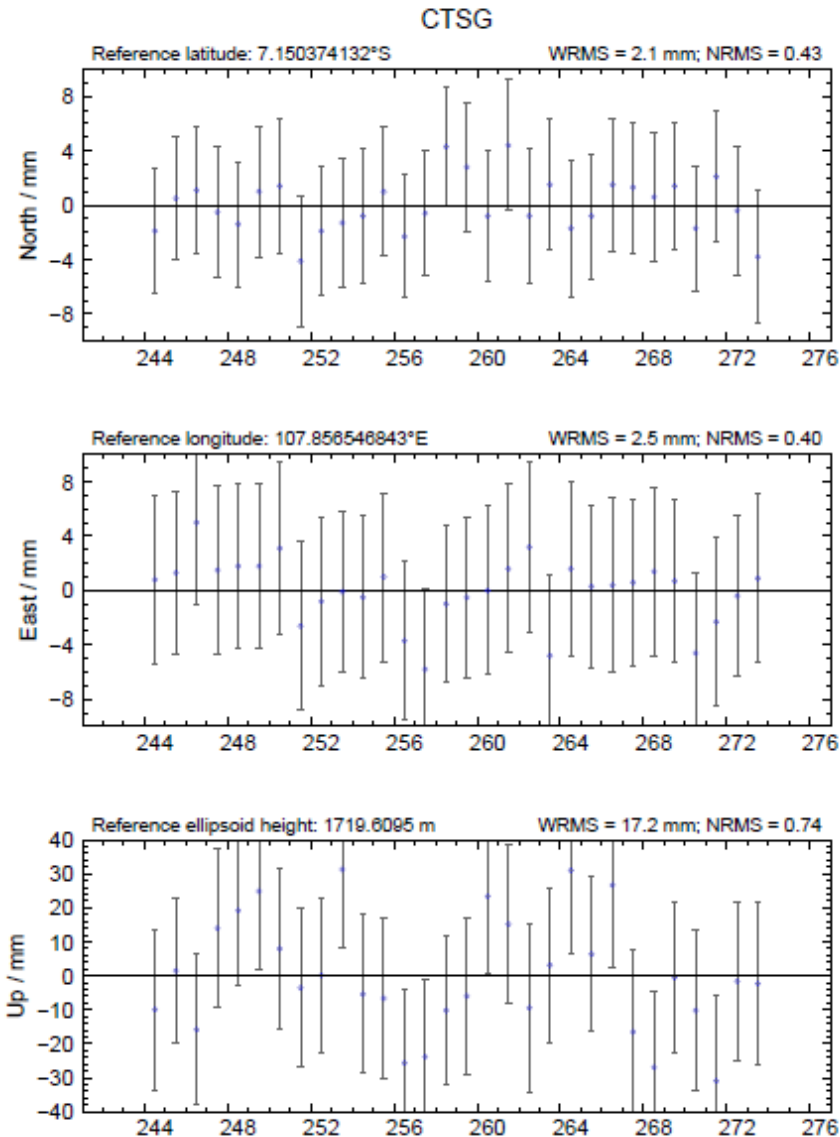 CTSG
Reference latitude: 7.150374132°S WRMS = 2.1 mm; NRMS = 0.43
North / mm
8
4
0
−4
−8
244 248 252 256 260 264 268 272 276
Reference longitude: 107.856546843°E WRMS = 2.5 mm; NRMS = 0.40
East / mm
8
4
0
−4
−8
244 248 252 256 260 264 268 272 276
Reference ellipsoid height: 1719.6095 m WRMS = 17.2 mm; NRMS = 0.74
Up / mm
40
30
20
10
0
−10
−20
−30
−40
244 248 252 256 260 264 268 272 276